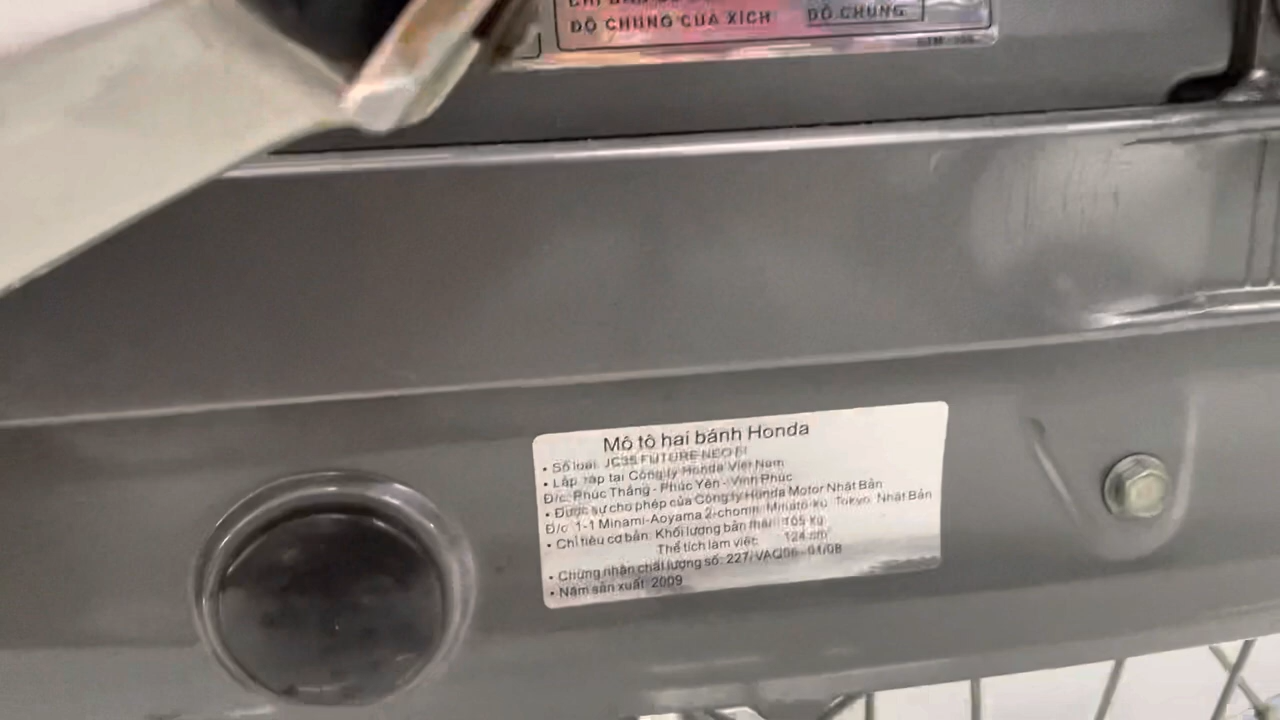 ĐỘ CHÙNG CỦA XÍCH
ĐỘ CHÙNG
Mô tô hai bánh Honda
• Số loại: JC35 FUTURE NEO FI
• Lắp ráp tại Công ty Honda Việt Nam
Đ/c: Phúc Thắng - Phúc Yên - Vĩnh Phúc
• Được sự cho phép của Công ty Honda Motor Nhật Bản
Đ/c: 1-1 Minami-Aoyama 2-chome, Minato-ku, Tokyo, Nhật Bản
• Chỉ tiêu cơ bản: Khối lượng bản thân: 105 kg
Thể tích làm việc: 124 cm
• Chứng nhận chất lượng số: 227/VAQ06 - 01/08
• Năm sản xuất: 2009